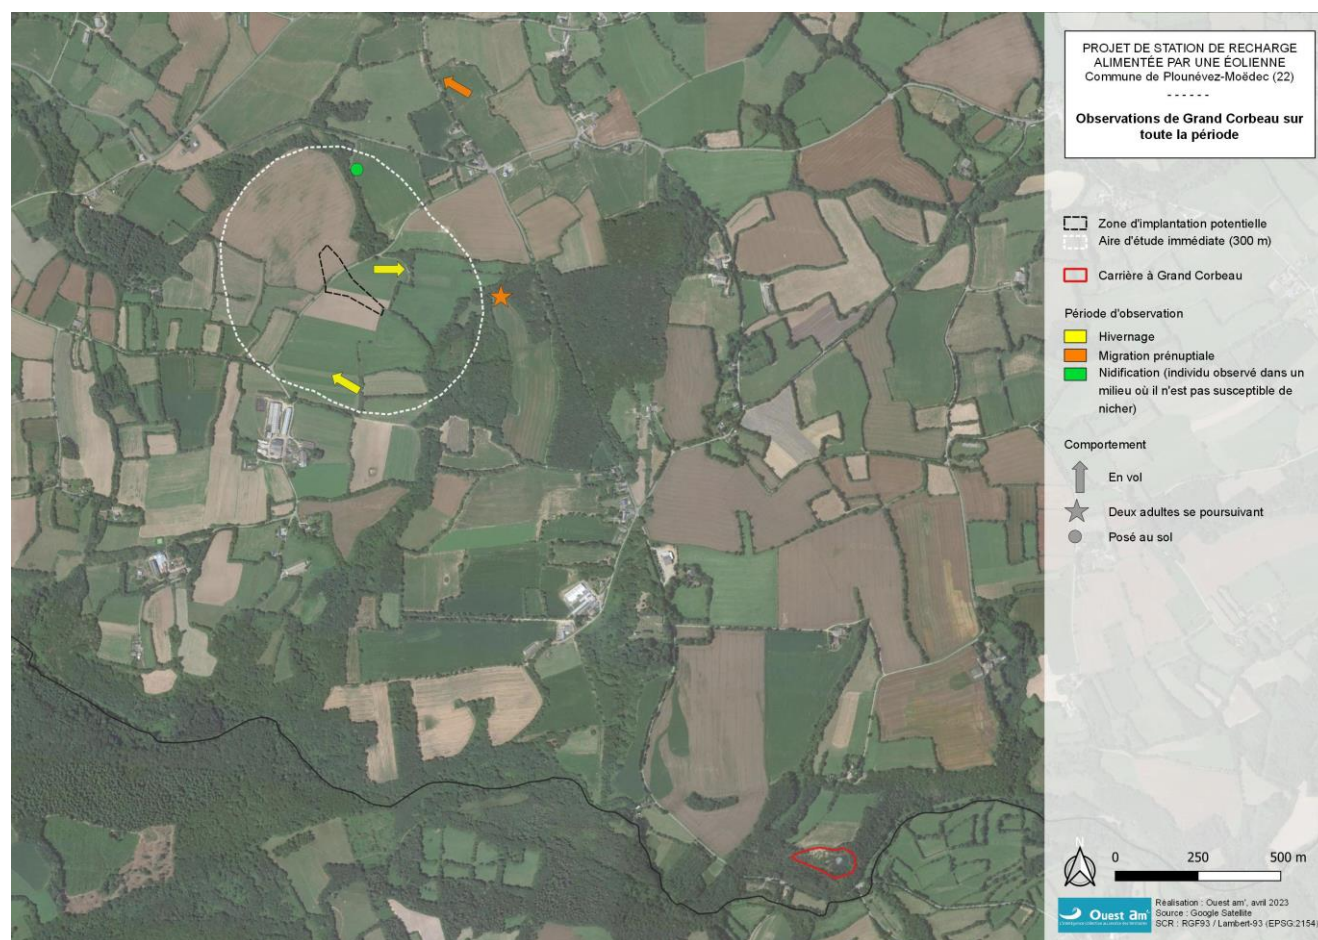 PROJET DE STATION DE RECHARGE
ALIMENTÉE PAR UNE ÉOLIENNE
Commune de Plounévez-Moëdec (22)
- - - - - -
Observations de Grand Corbeau sur
toute la période
Zone d'implantation potentielle
Aire d'étude immédiate (300 m)
Carrière à Grand Corbeau
Période d'observation
Hivernage
Migration prénuptiale
Nidification (individu observé dans un
milieu où il n'est pas susceptible de
nicher)
Comportement
En vol
Deux adultes se poursuivant
Posé au sol
N
0 250 500 m
Ouest am'
Réalisation : Ouest am', avril 2023
Source : Google Satellite
SCR : RGF93 / Lambert-93 (EPSG:2154)